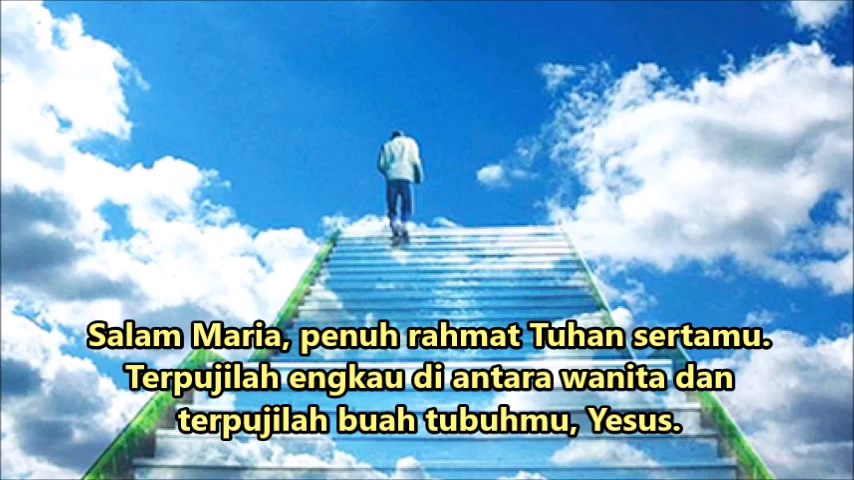 Salam Maria, penuh rahmat Tuhan sertamu.
Terpujilah engkau di antara wanita dan
terpujilah buah tubuhmu, Yesus.